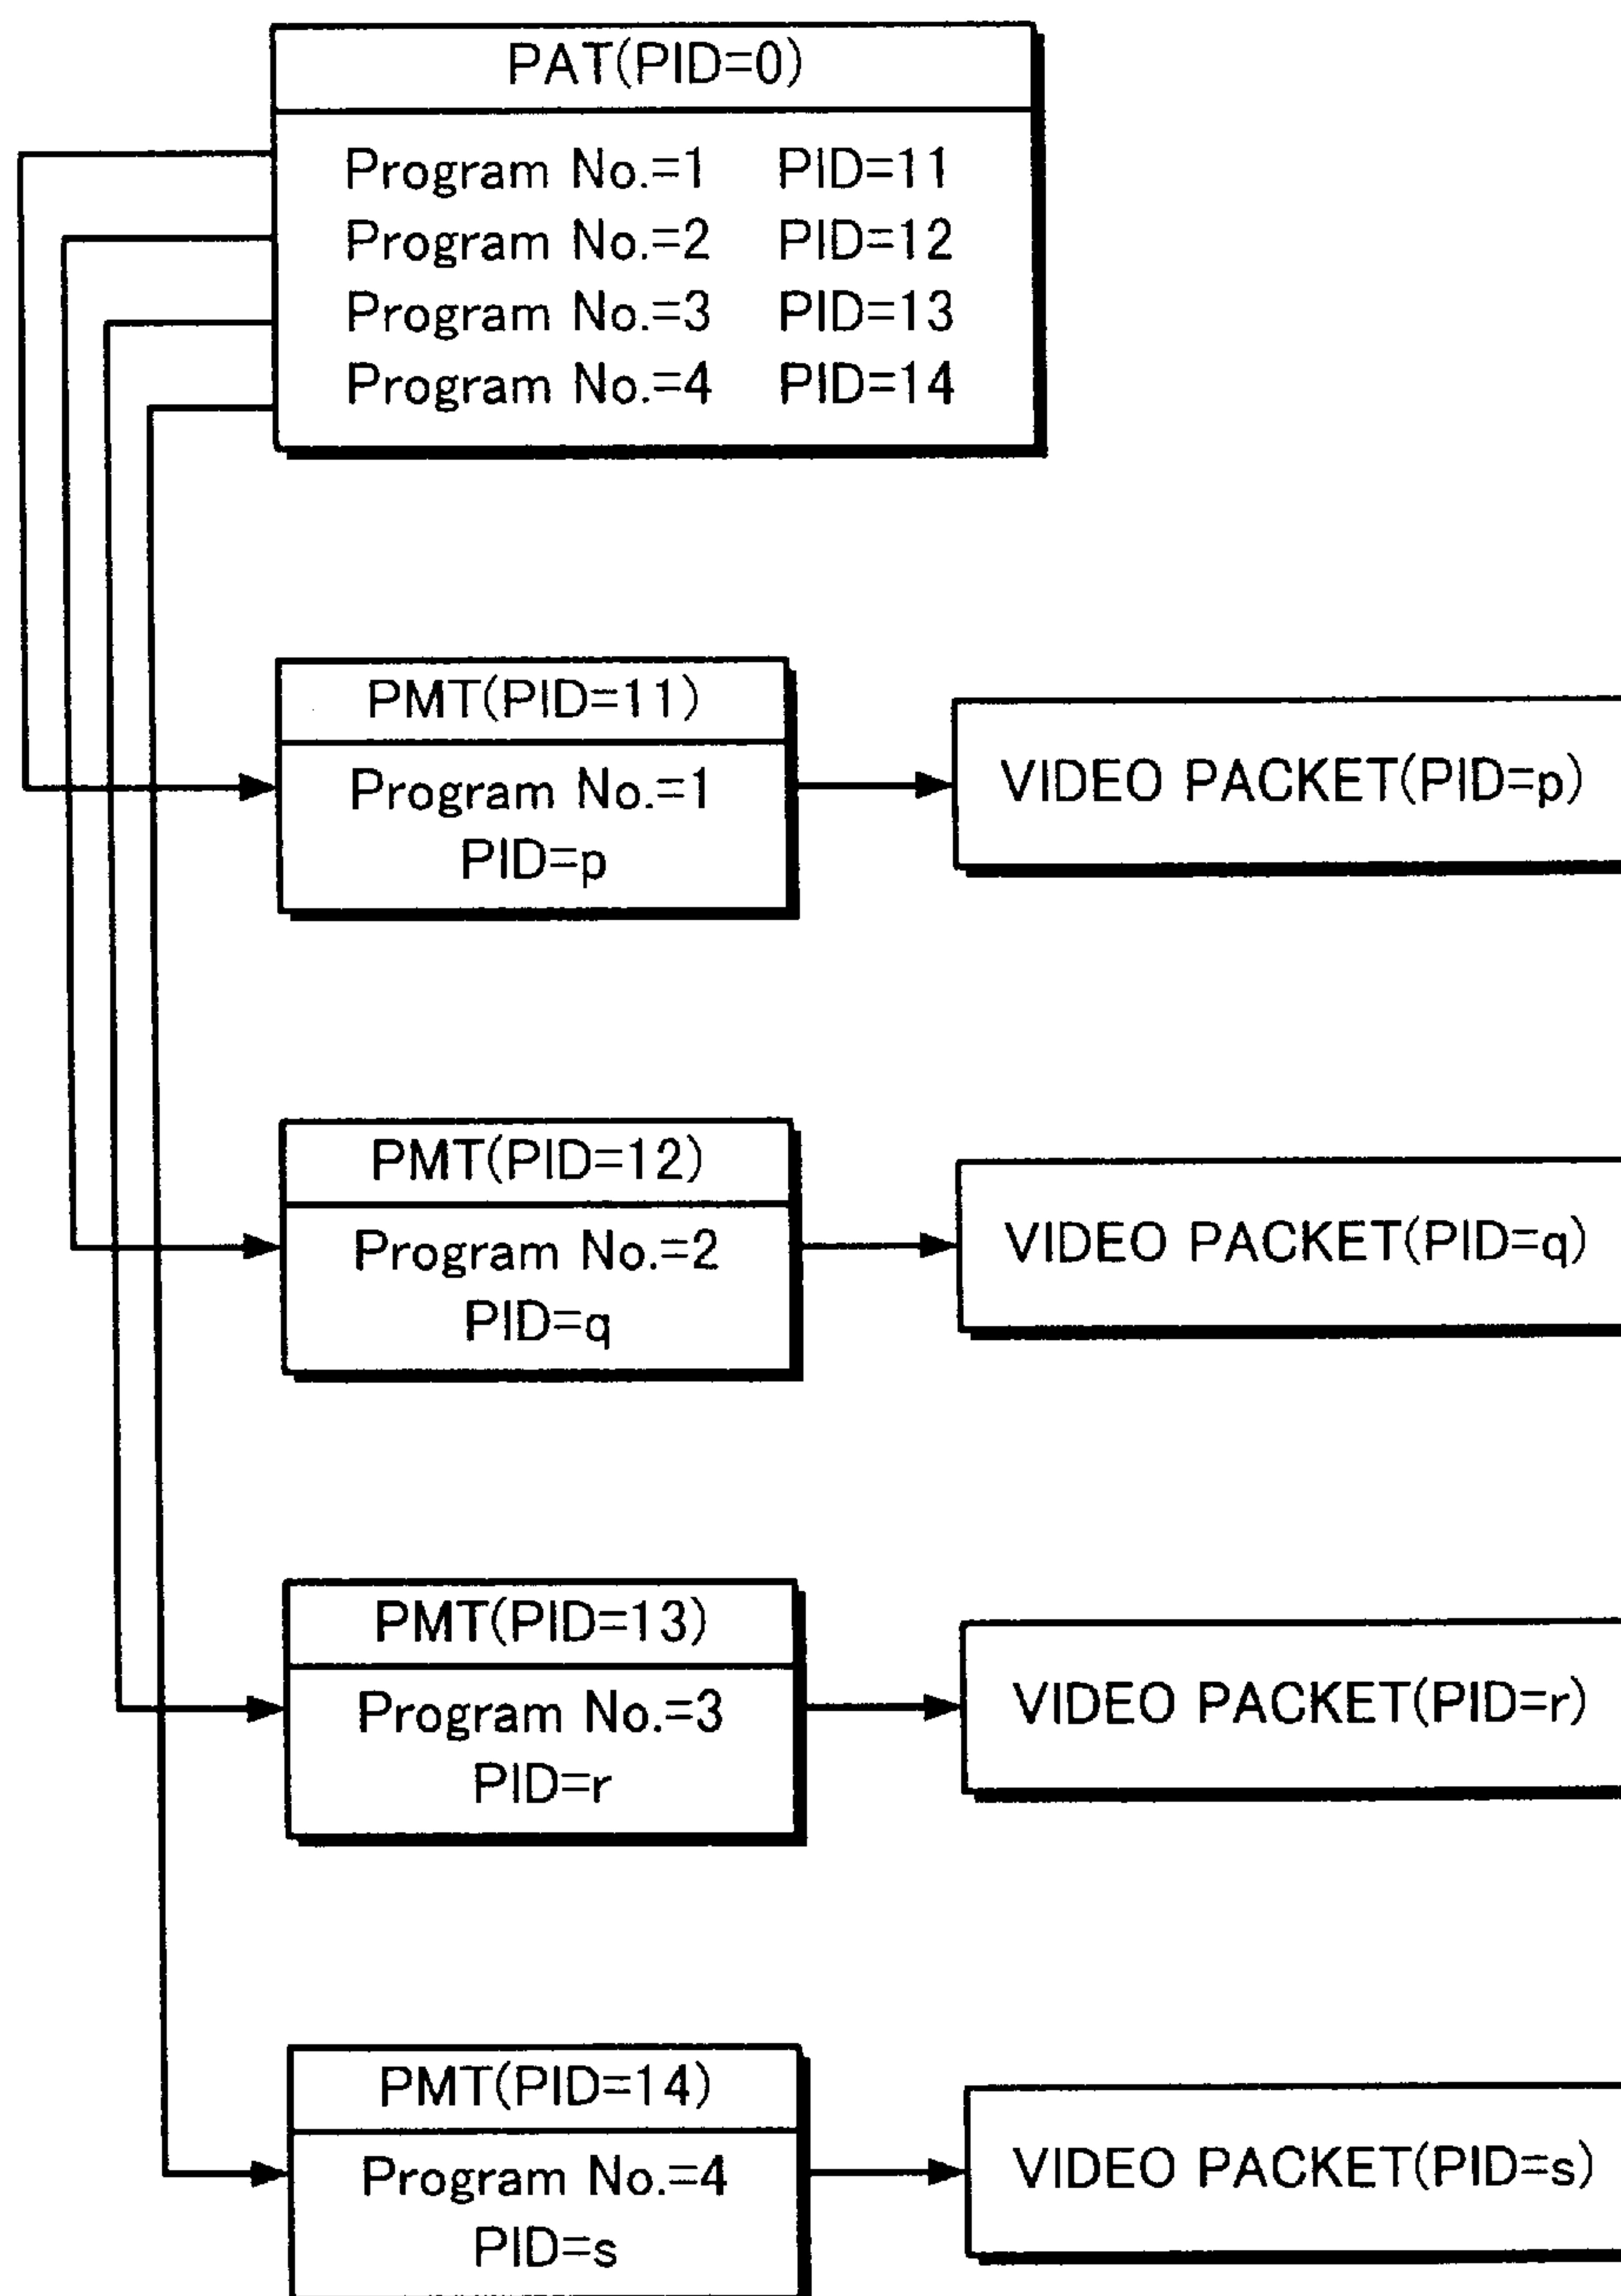 PAT(PID=0)
Program No.=1 PID=11
Program No.=2 PID=12
Program No.=3 PID=13
Program No.=4 PID=14
PMT(PID=11)
Program No.=1
PID=p
VIDEO PACKET(PID=p)
PMT(PID=12)
Program No.=2
PID=q
VIDEO PACKET(PID=q)
PMT(PID=13)
Program No.=3
PID=r
VIDEO PACKET(PID=r)
PMT(PID=14)
Program No.=4
PID=s
VIDEO PACKET(PID=s)